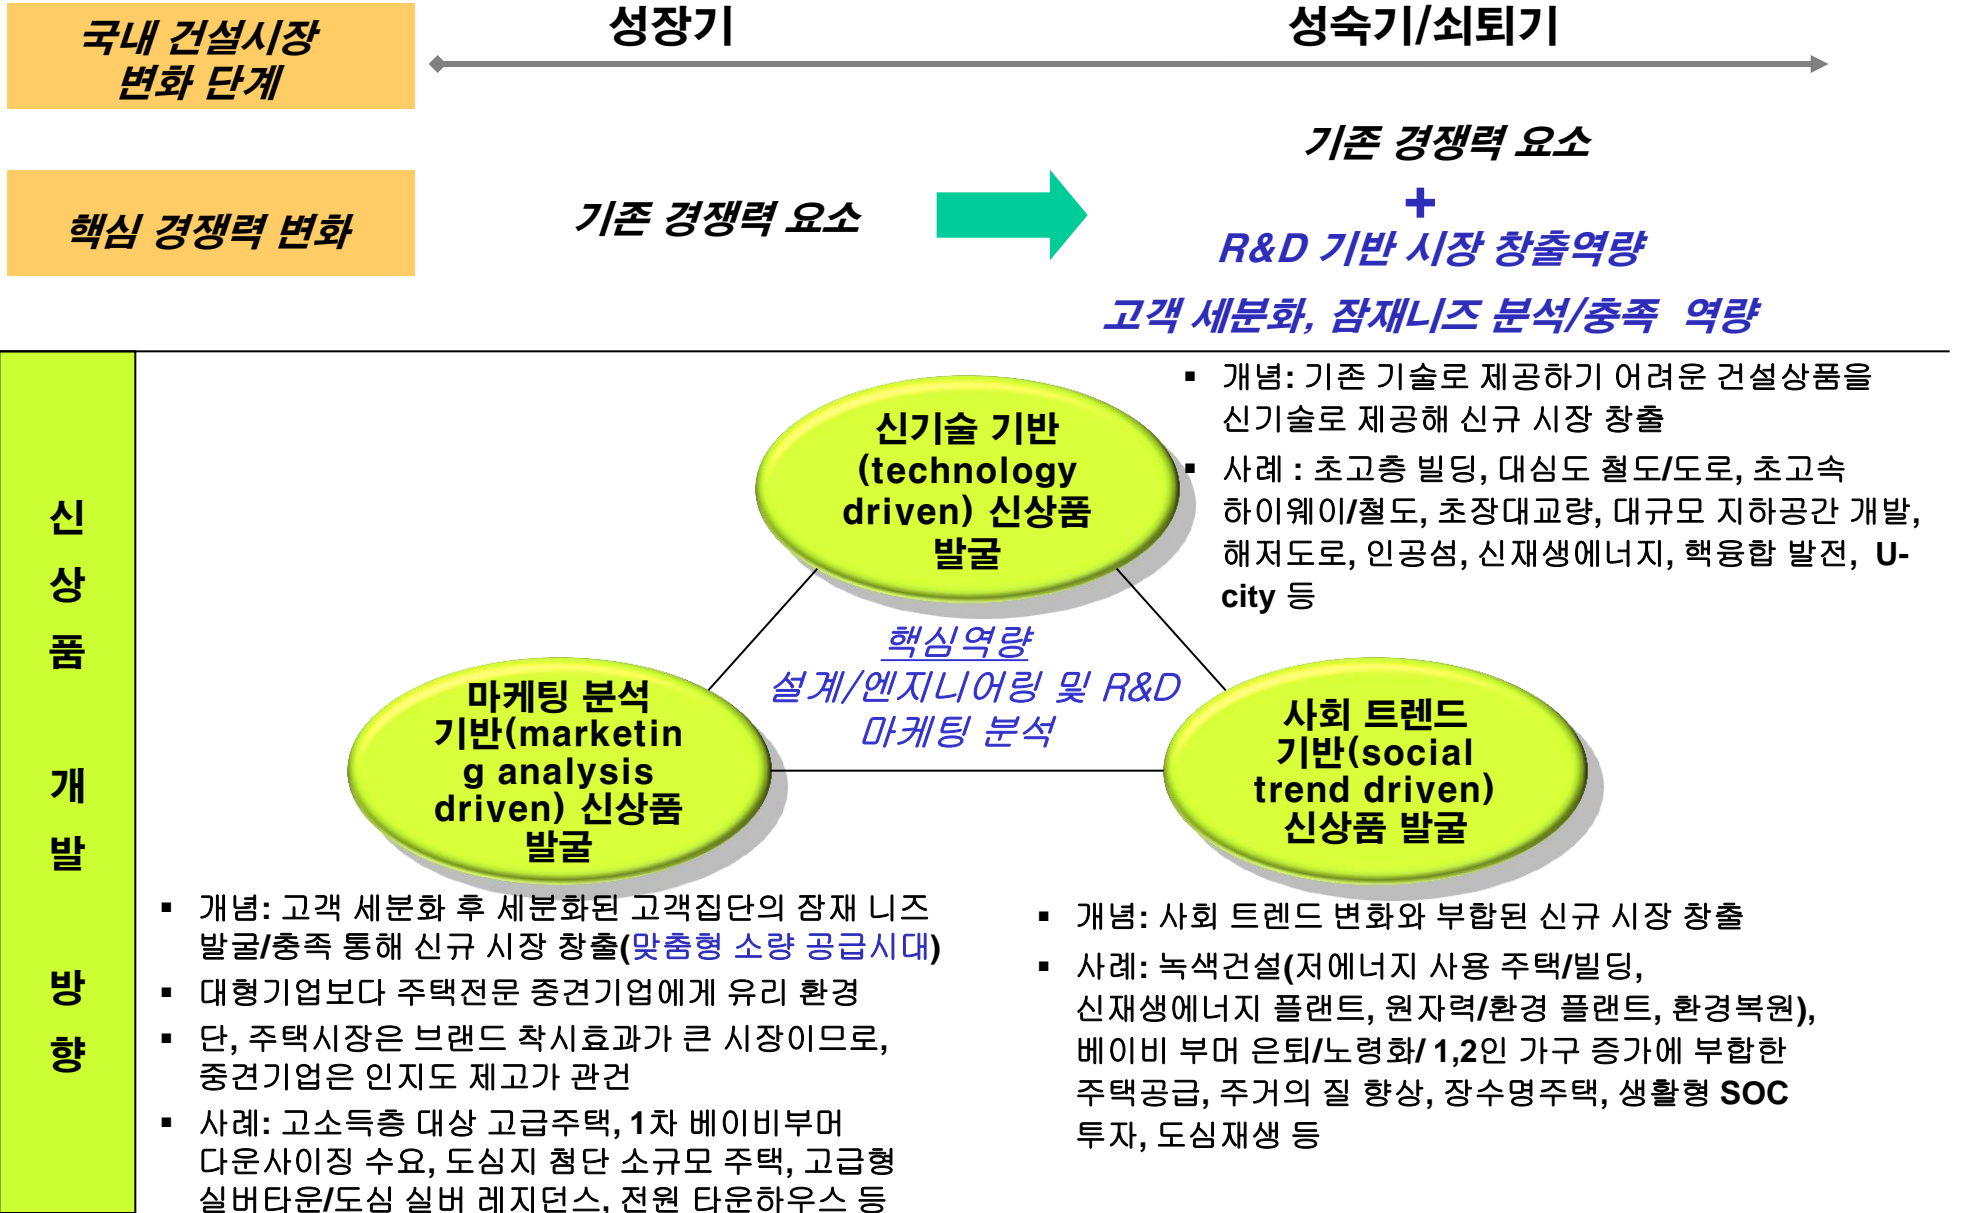 국내 건설시장
변화 단계
성장기
성숙기/쇠퇴기
핵심 경쟁력 변화
기존 경쟁력 요소
기존 경쟁력 요소
+
R&D 기반 시장 창출역량
고객 세분화, 잠재니즈 분석/충족 역량
신
상
품
개
발
방
향
신기술 기반
(technology
driven) 신상품
발굴
▪ 개념: 기존 기술로 제공하기 어려운 건설상품을
신기술로 제공해 신규 시장 창출
▪ 사례 : 초고층 빌딩, 대심도 철도/도로, 초고속
하이웨이/철도, 초장대교량, 대규모 지하공간 개발,
해저도로, 인공섬, 신재생에너지, 핵융합 발전, U-
city 등
핵심역량
설계/엔지니어링 및 R&D
마케팅 분석
마케팅 분석
기반(marketin
g analysis
driven) 신상품
발굴
사회 트렌드
기반(social
trend driven)
신상품 발굴
▪ 개념: 고객 세분화 후 세분화된 고객집단의 잠재 니즈
발굴/충족 통해 신규 시장 창출(맞춤형 소량 공급시대)
▪ 대형기업보다 주택전문 중견기업에게 유리 환경
▪ 단, 주택시장은 브랜드 착시효과가 큰 시장이므로,
중견기업은 인지도 제고가 관건
▪ 사례: 고소득층 대상 고급주택, 1차 베이비부머
다운사이징 수요, 도심지 첨단 소규모 주택, 고급형
실버타운/도심 실버 레지던스, 전원 타운하우스 등
▪ 개념: 사회 트렌드 변화와 부합된 신규 시장 창출
▪ 사례: 녹색건설(저에너지 사용 주택/빌딩,
신재생에너지 플랜트, 원자력/환경 플랜트, 환경복원),
베이비 부머 은퇴/노령화/ 1,2인 가구 증가에 부합한
주택공급, 주거의 질 향상, 장수명주택, 생활형 SOC
투자, 도심재생 등